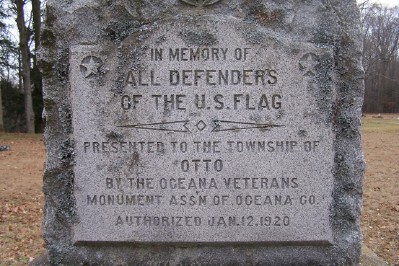 IN MEMORY OF
ALL DEFENDERS
OF THE U.S. FLAG
PRESENTED TO THE TOWNSHIP OF
OTTO
BY THE OCEANA VETERANS
MONUMENT ASS'N. OF OCEANA CO.
AUTHORIZED JAN. 12. 1920